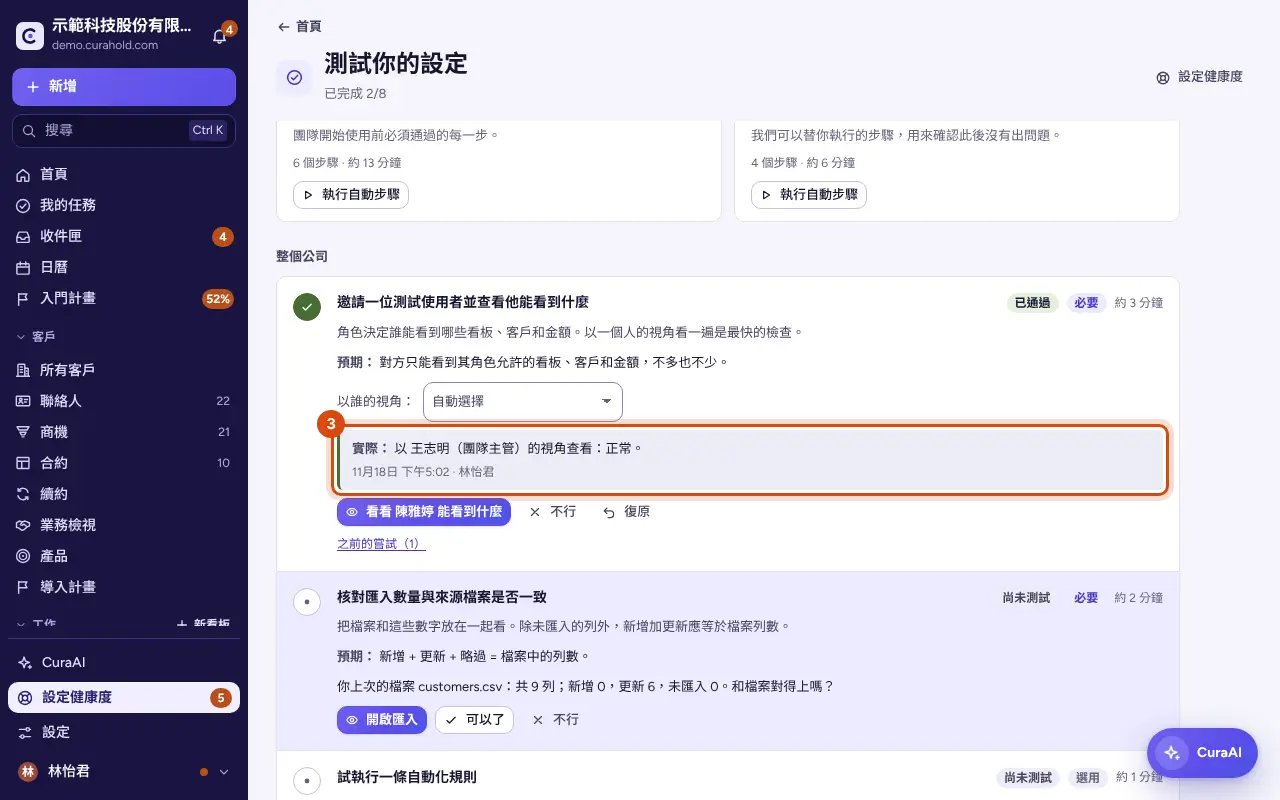 示範科技股份有限...
demo.curahold.com
4
新增
搜尋
Ctrl K
首頁
我的任務
收件匣
4
日曆
入門計畫
52%
客戶
所有客戶
聯絡人
22
商機
21
合約
10
續約
業務檢視
產品
導入計畫
工作
新看板
CuraAI
設定健康度
5
設定
林
林怡君
首頁
測試你的設定
已完成 2/8
設定健康度
團隊開始使用前必須通過的每一步。
6 個步驟 · 約 13 分鐘
執行自動步驟
我們可以替你執行的步驟，用來確認此後沒有出問題。
4 個步驟 · 約 6 分鐘
執行自動步驟
整個公司
邀請一位測試使用者並查看他能看到什麼
已通過
必要
約 3 分鐘
角色決定誰能看到哪些看板、客戶和金額。以一個人的視角看一遍是最快的檢查。
預期： 對方只能看到其角色允許的看板、客戶和金額，不多也不少。
以誰的視角：
自動選擇
3
實際： 以 王志明（團隊主管）的視角查看：正常。
11月18日 下午5:02 · 林怡君
看看 陳雅婷 能看到什麼
不行
復原
之前的嘗試（1）
核對匯入數量與來源檔案是否一致
尚未測試
必要
約 2 分鐘
把檔案和這些數字放在一起看。除未匯入的列外，新增加更新應等於檔案列數。
預期： 新增 + 更新 + 略過 = 檔案中的列數。
你上次的檔案 customers.csv：共 9 列；新增 0，更新 6，未匯入 0。和檔案對得上嗎？
開啟匯入
可以了
不行
試執行一條自動化規則
尚未測試
選用
約 1 分鐘
CuraAI